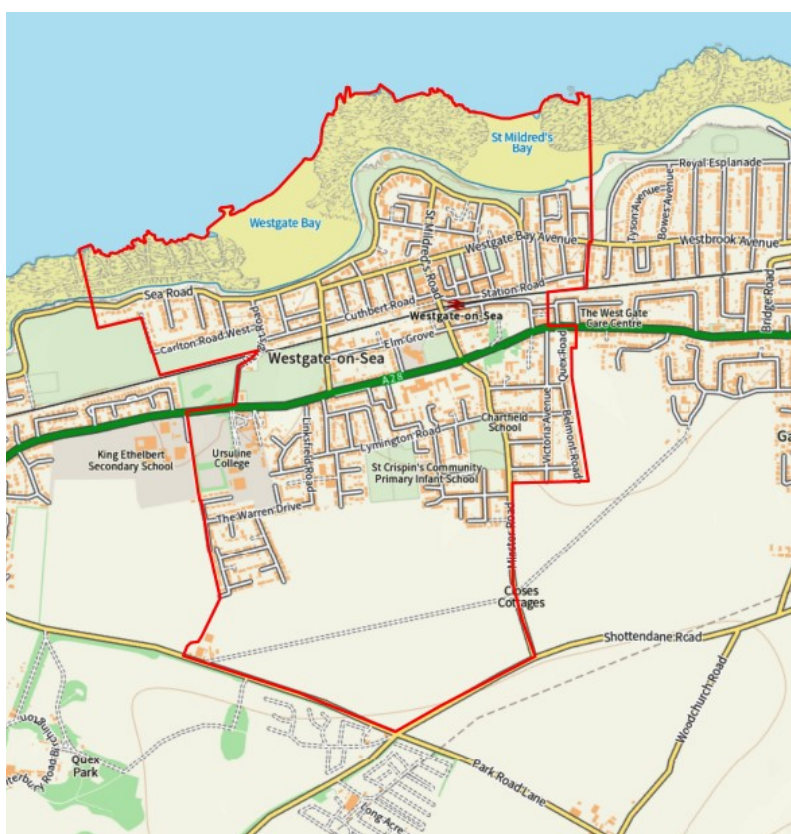 St Mildred's
Bay
Royal Esplanade
Tyson Avenue
Bowes Avenue
Westgate Bay
St Mildred's Road
Westgate Bay Avenue
Westbrook Avenue
Sea Road
Station Road
Bridge Road
Cuthbert Road
Westgate-on-Sea
The West Gate
Care Centre
Carlton Road West
Elm Grove
Westgate-on-Sea
Quex Road
A28
Chartfield
School
Victoria Avenue
Belmont Road
Linksfield Road
Lymington Road
King Ethelbert
Secondary School
Ursuline
College
St Crispin's Community
Primary Infant School
Ga
The Warren Drive
Minster Road
Closes
Cottages
Shottendane Road
Woodchurch Road
Quex
Park
Park Road Lane
Long Acre